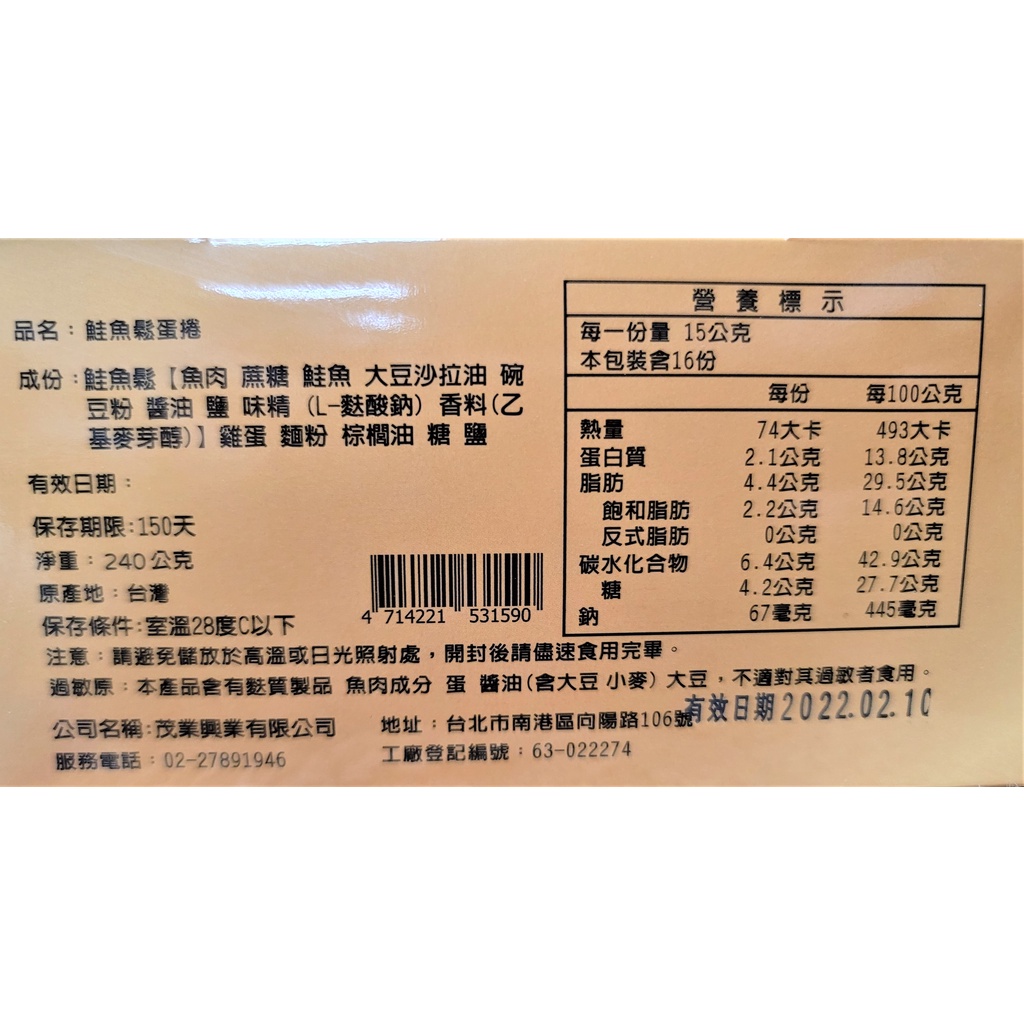 品名：鮭魚鬆蛋捲
成份：鮭魚鬆【魚肉 蔗糖 鮭魚 大豆沙拉油 碗
豆粉 醬油 鹽 味精 (L-麩酸鈉) 香料(乙
基麥芽醇)】雞蛋 麵粉 棕櫚油 糖 鹽
有效日期：
保存期限:150天
淨重：240公克
原產地：台灣
保存條件:室溫28度C以下
4 714221 531590
營養標示
每一份量 15公克
本包裝含16份
每份 每100公克
熱量 74大卡 493大卡
蛋白質 2.1公克 13.8公克
脂肪 4.4公克 29.5公克
飽和脂肪 2.2公克 14.6公克
反式脂肪 0公克 0公克
碳水化合物 6.4公克 42.9公克
糖 4.2公克 27.7公克
鈉 67毫克 445毫克
注意：請避免儲放於高溫或日光照射處，開封後請儘速食用完畢。
過敏原：本產品含有麩質製品 魚肉成分 蛋 醬油(含大豆 小麥) 大豆，不適對其過敏者食用。
公司名稱:茂業興業有限公司 地址：台北市南港區向陽路106號
有效日期2022.02.10
服務電話：02-27891946 工廠登記編號：63-022274